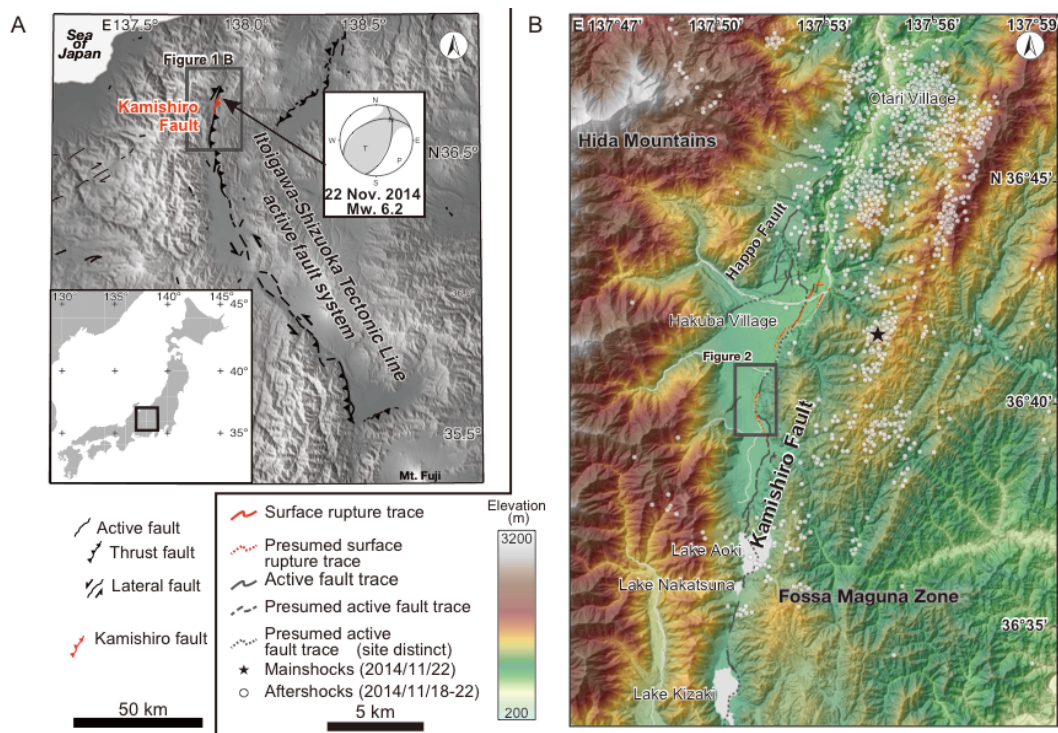 A
E 137.5°
138.0°
138.5°
Sea
of
Japan
Figure 1 B
Kamishiro
Fault
N
W
E
T
P
S
22 Nov. 2014
Mw. 6.2
N36.5°
Itoigawa-Shizuoka Tectonic Line
active fault system
130°
135°
140°
145°
45°
40°
35°
35.5°
Mt. Fuji
Active fault
Thrust fault
Lateral fault
Kamishiro fault
50 km
Surface rupture trace
Presumed surface
rupture trace
Active fault trace
Presumed active fault trace
Presumed active
fault trace (site distinct)
Mainshocks (2014/11/22)
Aftershocks (2014/11/18-22)
5 km
Elevation
(m)
3200
200
B
E 137°47'
137°50'
137°53'
137°56'
137°59'
Otari Village
Hida Mountains
N 36°45'
Happo Fault
Hakuba Village
Figure 2
36°40'
Kamishiro Fault
Lake Aoki
Lake Nakatsuna
Fossa Maguna Zone
36°35'
Lake Kizaki